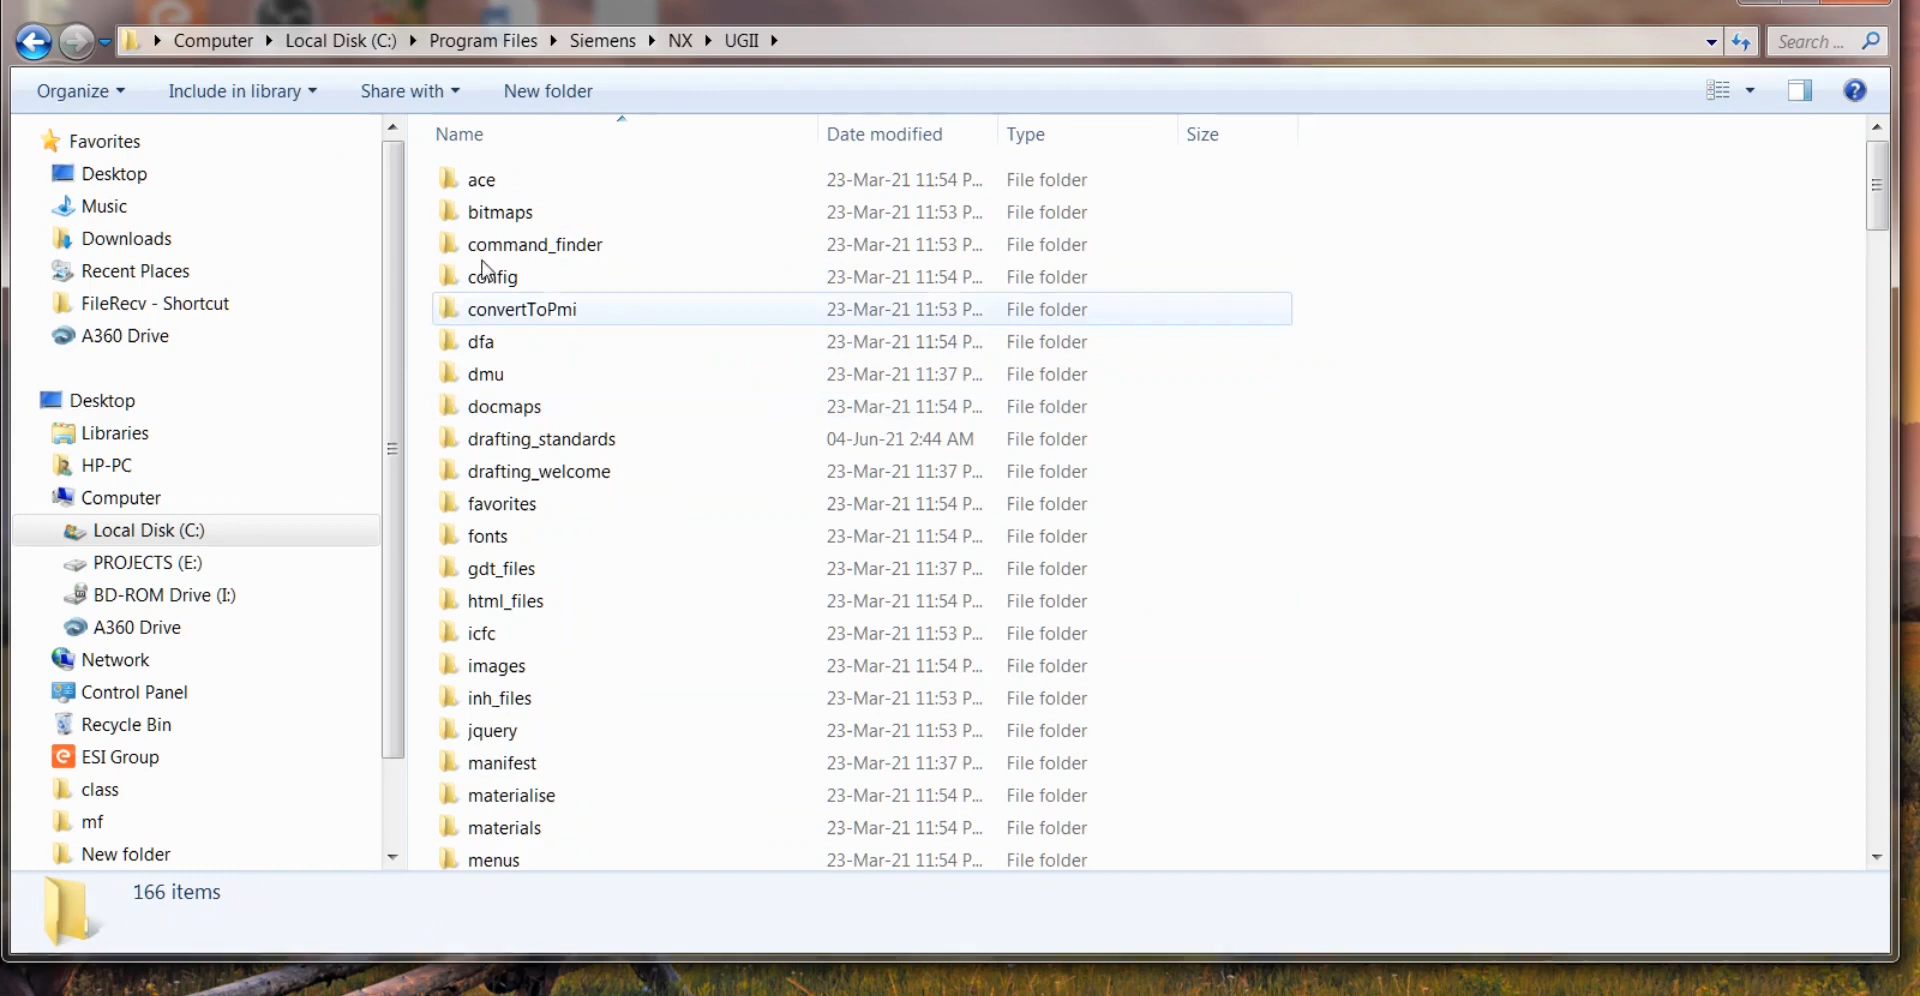 Computer Local Disk (C:) Program Files Siemens NX UGII Search ...
Organize Include in library Share with New folder
Favorites
Desktop
Music
Downloads
Recent Places
FileRecv - Shortcut
A360 Drive
Desktop
Libraries
HP-PC
Computer
Local Disk (C:)
PROJECTS (E:)
BD-ROM Drive (I:)
A360 Drive
Network
Control Panel
Recycle Bin
ESI Group
class
mf
New folder
Name Date modified Type Size
ace 23-Mar-21 11:54 P... File folder
bitmaps 23-Mar-21 11:53 P... File folder
command_finder 23-Mar-21 11:53 P... File folder
config 23-Mar-21 11:54 P... File folder
convertToPmi 23-Mar-21 11:53 P... File folder
dfa 23-Mar-21 11:54 P... File folder
dmu 23-Mar-21 11:37 P... File folder
docmaps 23-Mar-21 11:54 P... File folder
drafting_standards 04-Jun-21 2:44 AM File folder
drafting_welcome 23-Mar-21 11:37 P... File folder
favorites 23-Mar-21 11:54 P... File folder
fonts 23-Mar-21 11:54 P... File folder
gdt_files 23-Mar-21 11:37 P... File folder
html_files 23-Mar-21 11:54 P... File folder
icfc 23-Mar-21 11:53 P... File folder
images 23-Mar-21 11:54 P... File folder
inh_files 23-Mar-21 11:53 P... File folder
jquery 23-Mar-21 11:53 P... File folder
manifest 23-Mar-21 11:37 P... File folder
materialise 23-Mar-21 11:54 P... File folder
materials 23-Mar-21 11:54 P... File folder
menus 23-Mar-21 11:54 P... File folder
166 items